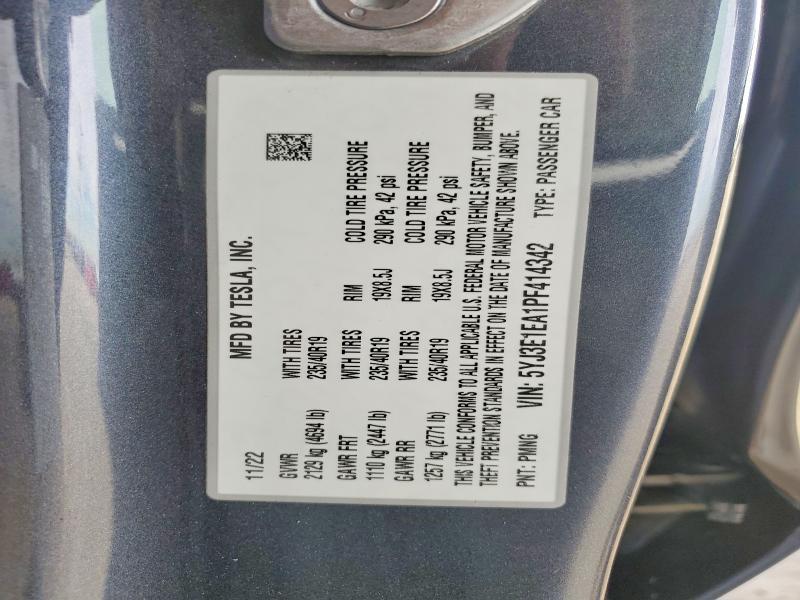 MFD BY TESLA, INC.
11/22
GVWR WITH TIRES
2129 kg (4694 lb) 235/40R19
GAWR FRT WITH TIRES RIM COLD TIRE PRESSURE
1110 kg (2447 lb) 235/40R19 19X8.5J 290 kPa, 42 psi
GAWR RR WITH TIRES RIM COLD TIRE PRESSURE
1257 kg (2771 lb) 235/40R19 19X8.5J 290 kPa, 42 psi
THIS VEHICLE CONFORMS TO ALL APPLICABLE U.S. FEDERAL MOTOR VEHICLE SAFETY, BUMPER, AND
THEFT PREVENTION STANDARDS IN EFFECT ON THE DATE OF MANUFACTURE SHOWN ABOVE.
PNT: PMNG VIN: 5YJ3E1EA1PF414342 TYPE: PASSENGER CAR